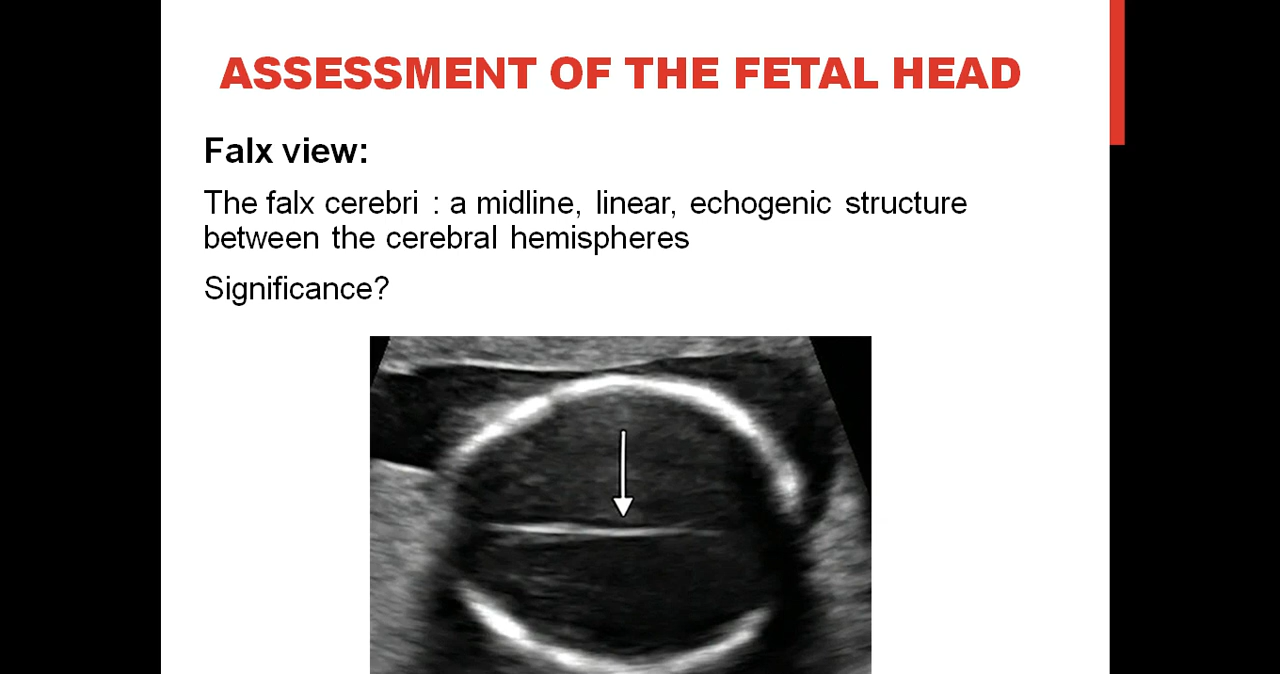 ASSESSMENT OF THE FETAL HEAD
Falx view:
The falx cerebri : a midline, linear, echogenic structure
between the cerebral hemispheres
Significance?